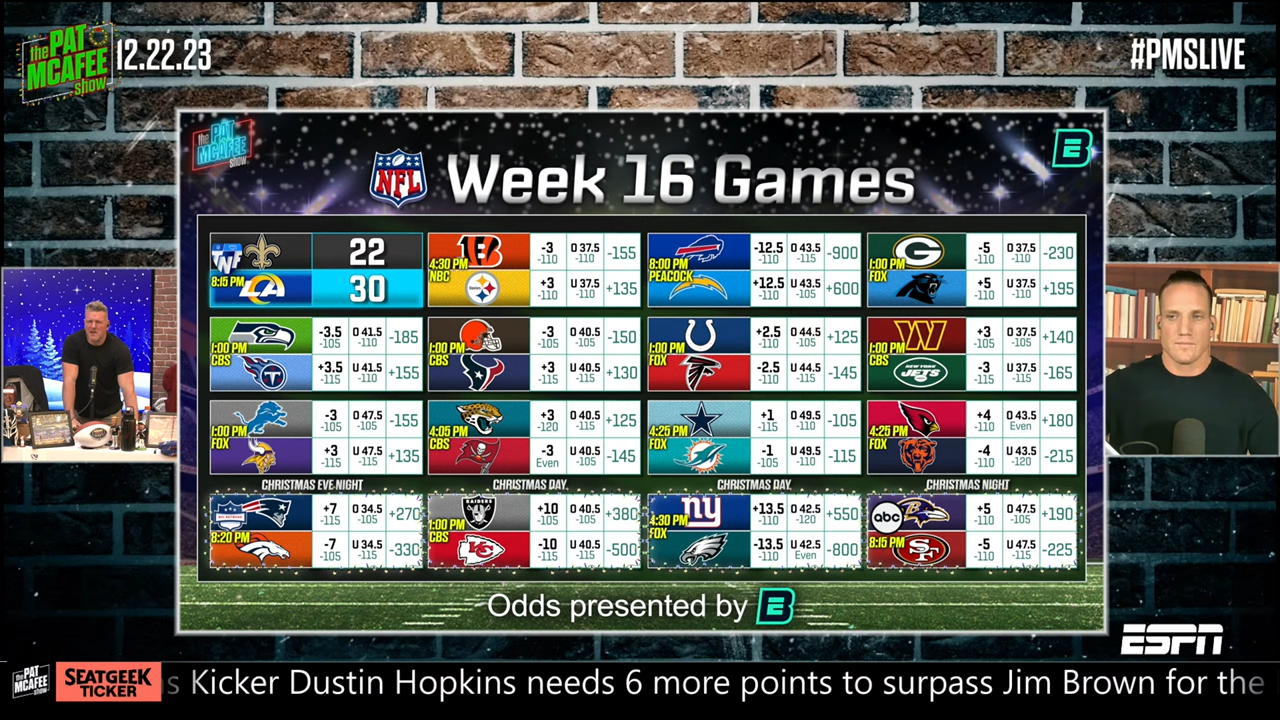 the PAT MCAFEE show
12.22.23
#PMSLIVE
the PAT MCAFEE show
NFL Week 16 Games
E
TNF 22
8:15 PM 30
-3 -110 O 37.5 -110 -155
4:30 PM NBC
Steelers +3 -110 U 37.5 -110 +135
-12.5 -110 O 43.5 -115 -900
8:00 PM PEACOCK
+12.5 -110 U 43.5 -105 +600
G -5 -110 O 37.5 -110 -230
1:00 PM FOX
+5 -110 U 37.5 -110 +195
-3.5 -105 O 41.5 -110 -185
1:00 PM CBS
T +3.5 -115 U 41.5 -110 +155
-3 -105 O 40.5 -105 -150
1:00 PM CBS
+3 -115 U 40.5 -115 +130
+2.5 -110 O 44.5 -105 +125
1:00 PM FOX
-2.5 -110 U 44.5 -115 -145
W +3 -105 O 37.5 -105 +140
1:00 PM CBS
NEW YORK JETS -3 -115 U 37.5 -115 -165
-3 -105 O 47.5 -105 -155
1:00 PM FOX
+3 -115 U 47.5 -115 +135
+3 -120 O 40.5 -115 +125
4:05 PM CBS
-3 Even U 40.5 -105 -145
+1 -115 O 49.5 -110 -105
4:25 PM FOX
-1 -105 U 49.5 -110 -115
+4 -110 O 43.5 Even +180
4:25 PM FOX
-4 -110 U 43.5 -120 -215
CHRISTMAS EVE NIGHT
CHRISTMAS DAY
CHRISTMAS DAY
CHRISTMAS NIGHT
NFL NETWORK +7 -115 O 34.5 -105 +270
8:20 PM
-7 -105 U 34.5 -115 -330
RAIDERS +10 -105 O 40.5 -105 +380
1:00 PM CBS
KC -10 -115 U 40.5 -115 -500
ny +13.5 -110 O 42.5 -120 +550
4:30 PM FOX
-13.5 -110 U 42.5 Even -800
abc B +5 -110 O 47.5 -105 +190
8:15 PM
SF -5 -110 U 47.5 -115 -225
Odds presented by E
ESPN
the PAT MCAFEE show
SEATGEEK TICKER
s Kicker Dustin Hopkins needs 6 more points to surpass Jim Brown for the